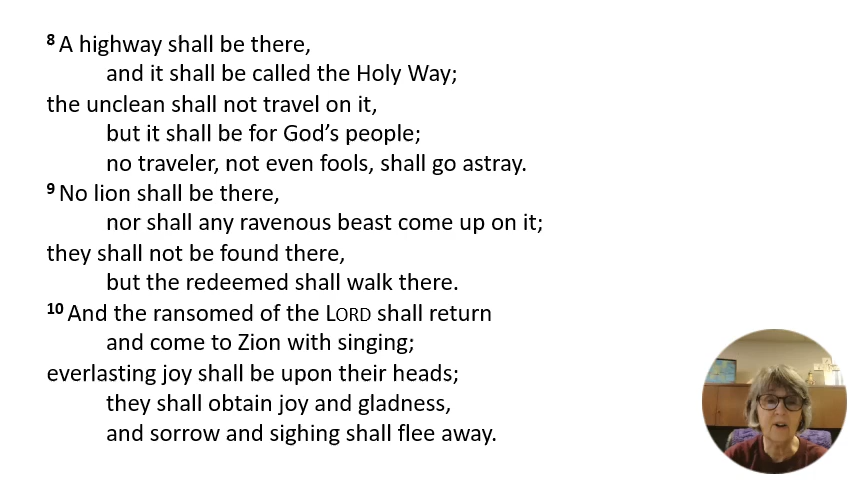 8 A highway shall be there,
and it shall be called the Holy Way;
the unclean shall not travel on it,
but it shall be for God’s people;
no traveler, not even fools, shall go astray.
9 No lion shall be there,
nor shall any ravenous beast come up on it;
they shall not be found there,
but the redeemed shall walk there.
10 And the ransomed of the LORD shall return
and come to Zion with singing;
everlasting joy shall be upon their heads;
they shall obtain joy and gladness,
and sorrow and sighing shall flee away.